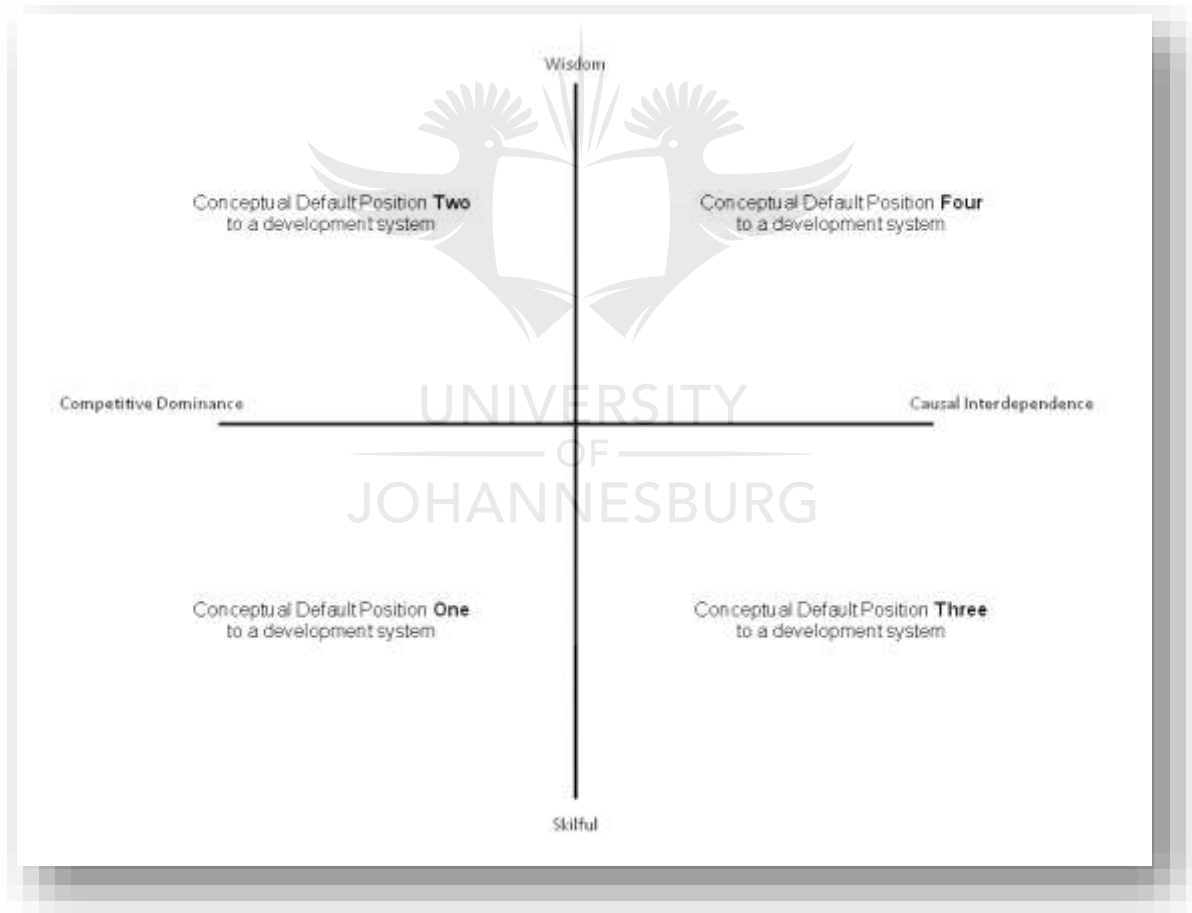 Wisdom
Conceptual Default Position Two
to a development system
Conceptual Default Position Four
to a development system
Competitive Dominance
Causal Interdependence
UNIVERSITY
OF
JOHANNESBURG
Conceptual Default Position One
to a development system
Conceptual Default Position Three
to a development system
Skilful